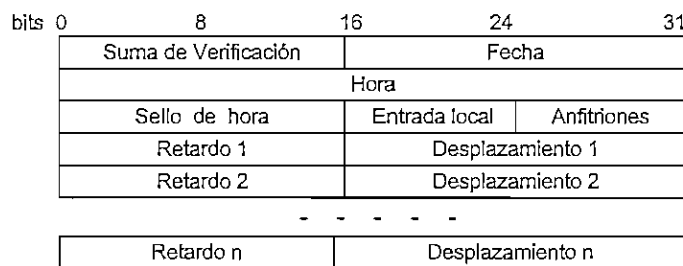 bits 0 8 16 24 31
Suma de Verificación Fecha
Hora
Sello de hora Entrada local Anfitriones
Retardo 1 Desplazamiento 1
Retardo 2 Desplazamiento 2
- - - - -
Retardo n Desplazamiento n